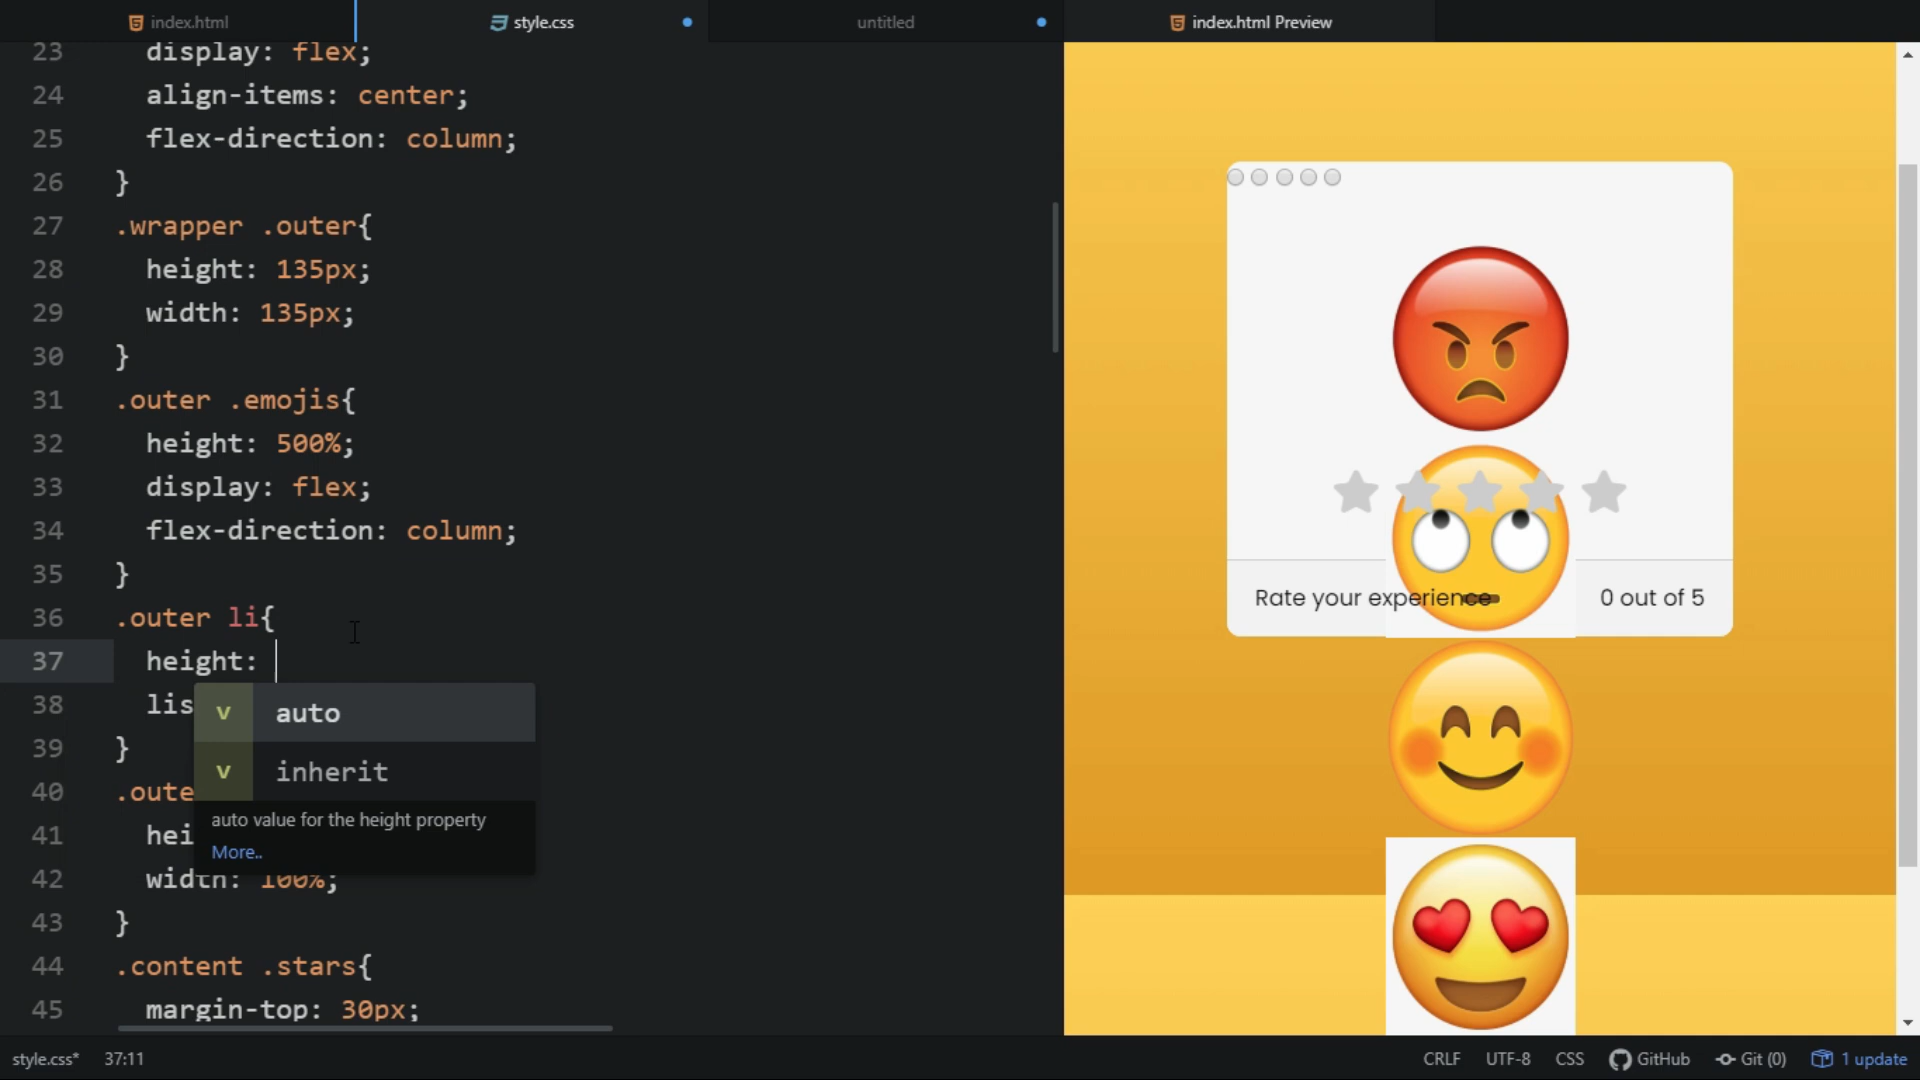 index.html
style.css
untitled
index.html Preview
23 display: flex;
24 align-items: center;
25 flex-direction: column;
26 }
27 .wrapper .outer{
28 height: 135px;
29 width: 135px;
30 }
31 .outer .emojis{
32 height: 500%;
33 display: flex;
34 flex-direction: column;
35 }
36 .outer li{
37 height:
38 lis
v auto
39 }
v inherit
40 .oute
auto value for the height property
41 hei
More..
42 width: 100%;
43 }
44 .content .stars{
45 margin-top: 30px;
Rate your experience
0 out of 5
style.css* 37:11
CRLF UTF-8 CSS GitHub Git (0) 1 update